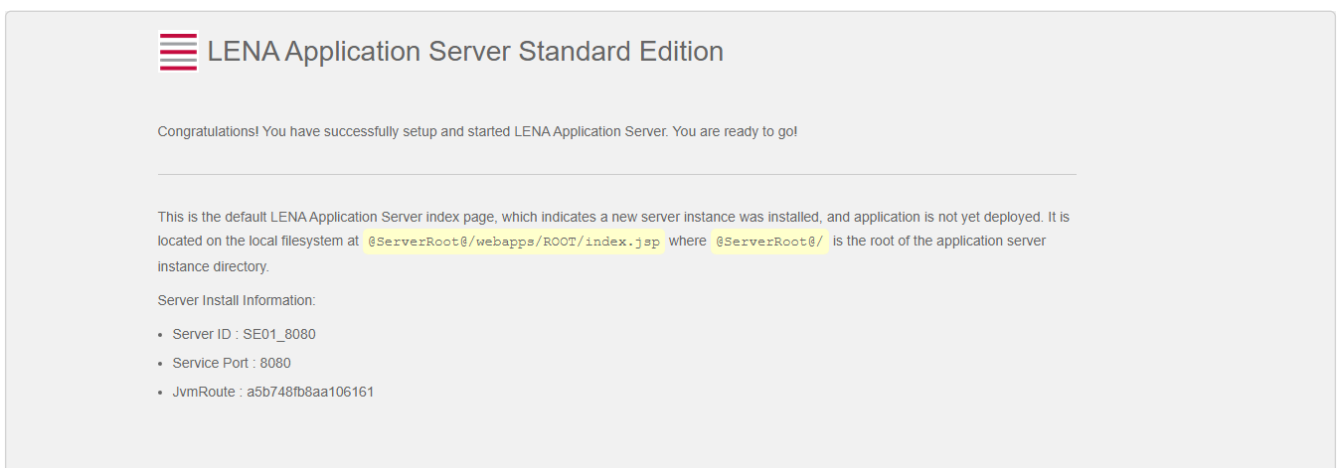 LENA Application Server Standard Edition
Congratulations! You have successfully setup and started LENA Application Server. You are ready to go!
This is the default LENA Application Server index page, which indicates a new server instance was installed, and application is not yet deployed. It is
located on the local filesystem at @ServerRoot@/webapps/ROOT/index.jsp where @ServerRoot@/ is the root of the application server
instance directory.
Server Install Information:
• Server ID : SE01_8080
• Service Port : 8080
• JvmRoute : a5b748fb8aa106161